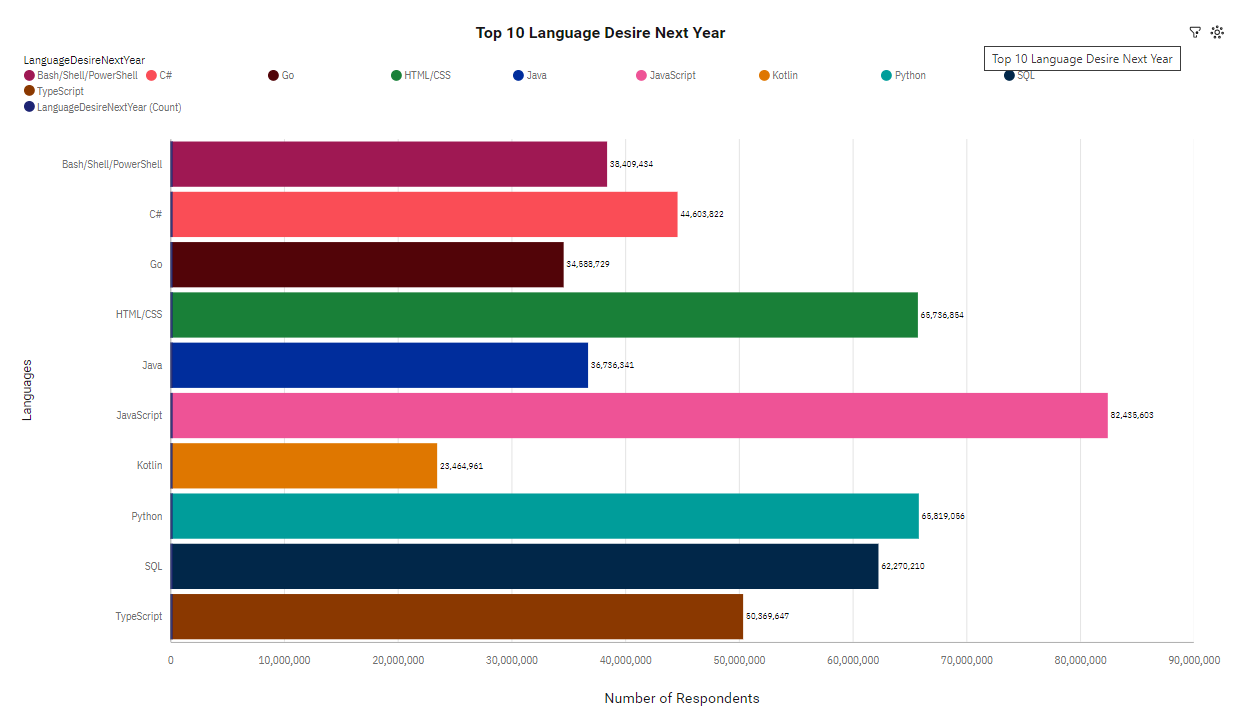 Top 10 Language Desire Next Year
LanguageDesireNextYear
Top 10 Language Desire Next Year
Bash/Shell/PowerShell C# Go HTML/CSS Java JavaScript Kotlin Python SQL
TypeScript
LanguageDesireNextYear (Count)
Bash/Shell/PowerShell 38,409,434
C# 44,603,822
Go 34,588,729
HTML/CSS 65,736,854
Java 36,736,341
JavaScript 82,435,603
Kotlin 23,464,961
Python 65,819,056
SQL 62,270,210
TypeScript 50,369,647
Languages
0 10,000,000 20,000,000 30,000,000 40,000,000 50,000,000 60,000,000 70,000,000 80,000,000 90,000,000
Number of Respondents